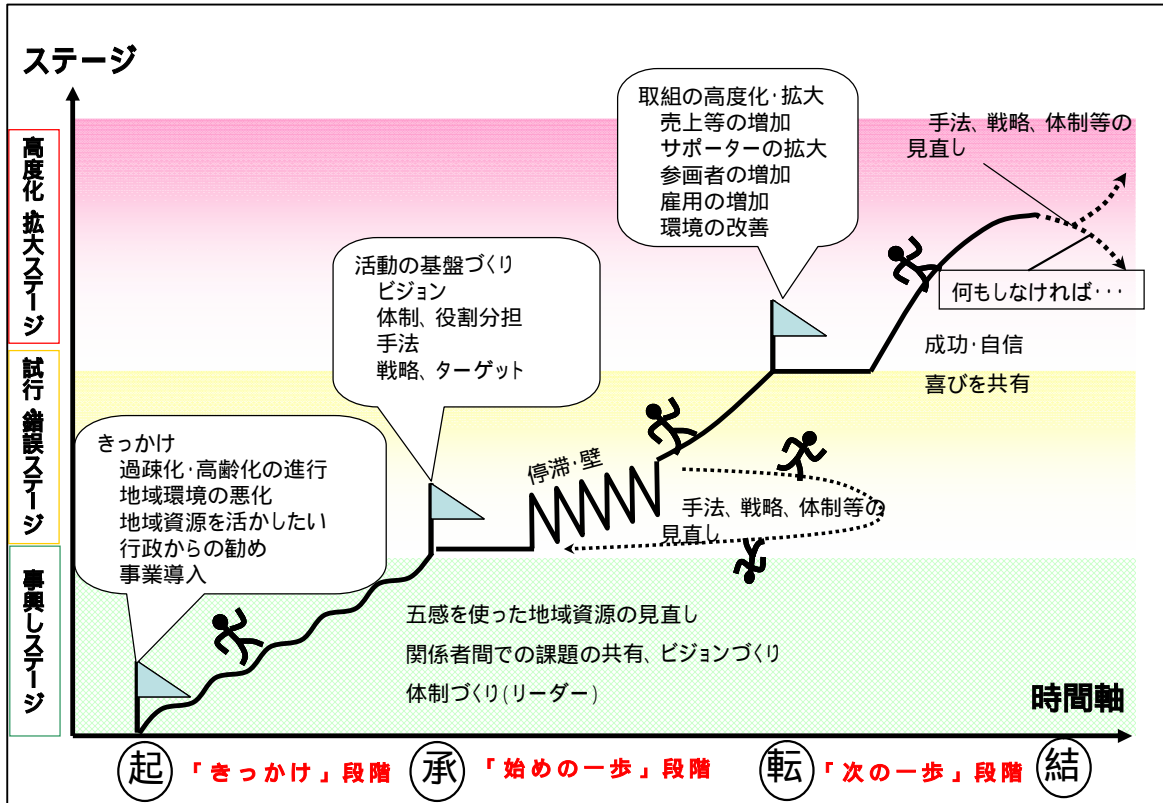 ステージ
高度化・拡大ステージ
試行・錯誤ステージ
事興しステージ
取組の高度化・拡大
売上等の増加
サポーターの拡大
参画者の増加
雇用の増加
環境の改善
手法、戦略、体制等の
見直し
何もしなければ・・・
成功・自信
喜びを共有
活動の基盤づくり
ビジョン
体制、役割分担
手法
戦略、ターゲット
停滞・壁
手法、戦略、体制等の
見直し
きっかけ
過疎化・高齢化の進行
地域環境の悪化
地域資源を活かしたい
行政からの勧め
事業導入
五感を使った地域資源の見直し
関係者間での課題の共有、ビジョンづくり
体制づくり(リーダー)
時間軸
起 「きっかけ」段階 承 「始めの一歩」段階 転 「次の一歩」段階 結